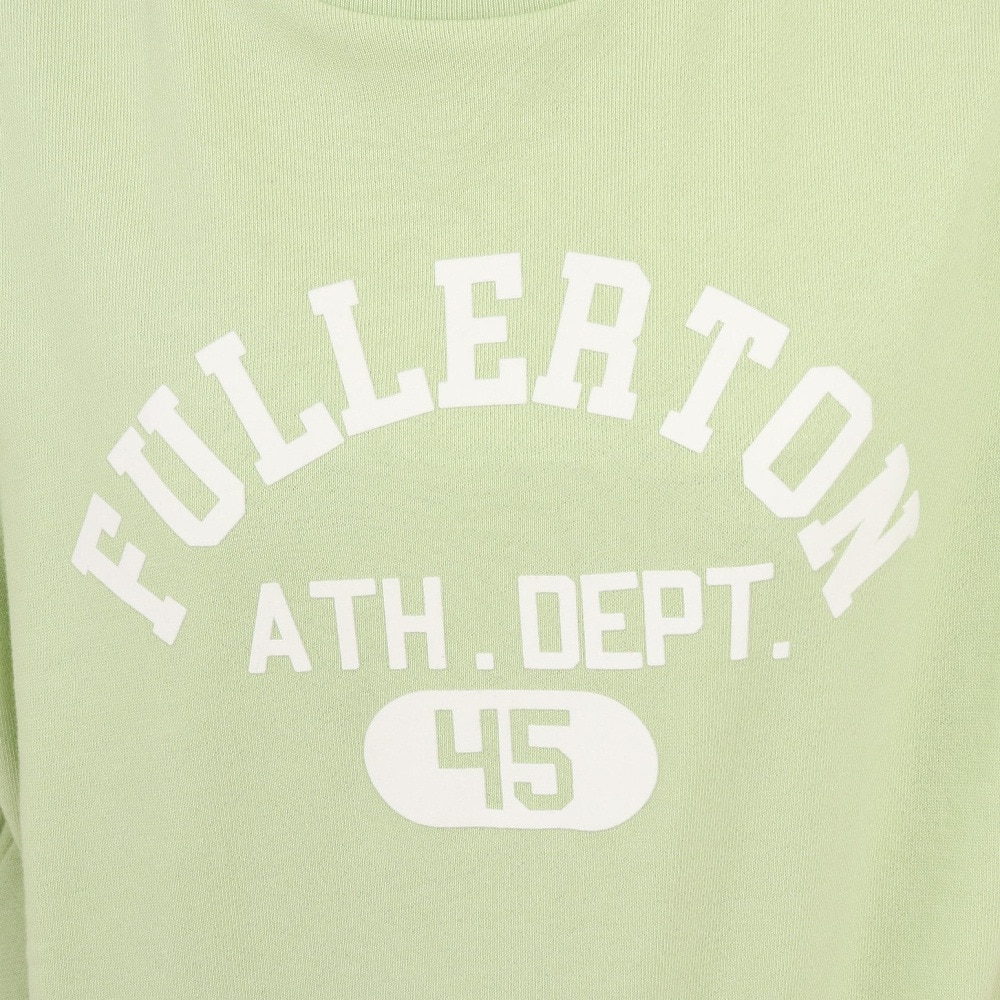 FULLERTON
ATH. DEPT.
45